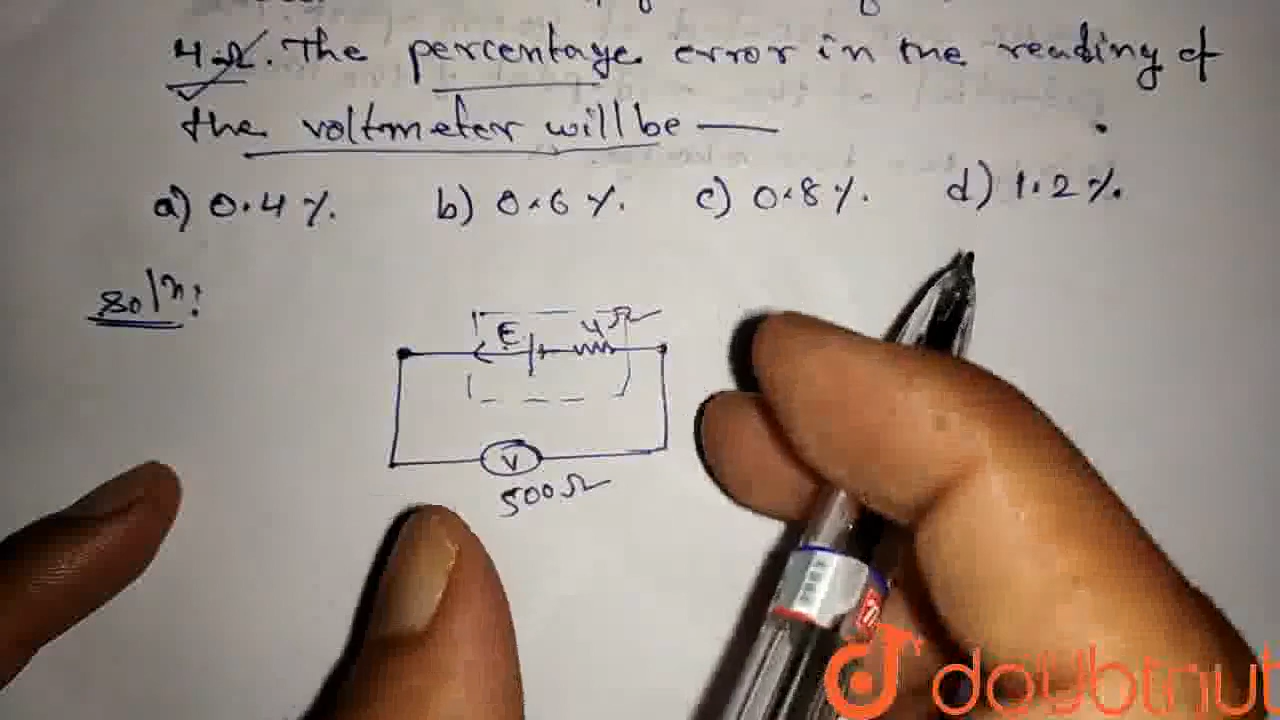 4Ω. The percentage error in the reading of
the voltmeter will be —
a) 0.4 %. b) 0.6 %. c) 0.8 %. d) 1.2 %.
Solⁿ:
E 4Ω
V
500Ω
doubtnut